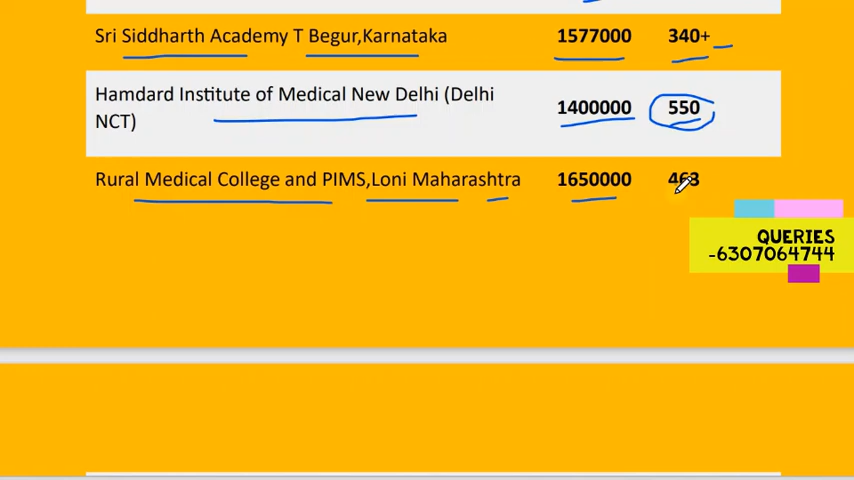 Sri Siddharth Academy T Begur,Karnataka 1577000 340+
Hamdard Institute of Medical New Delhi (Delhi NCT) 1400000 550
Rural Medical College and PIMS,Loni Maharashtra 1650000 463
QUERIES
-6307064744